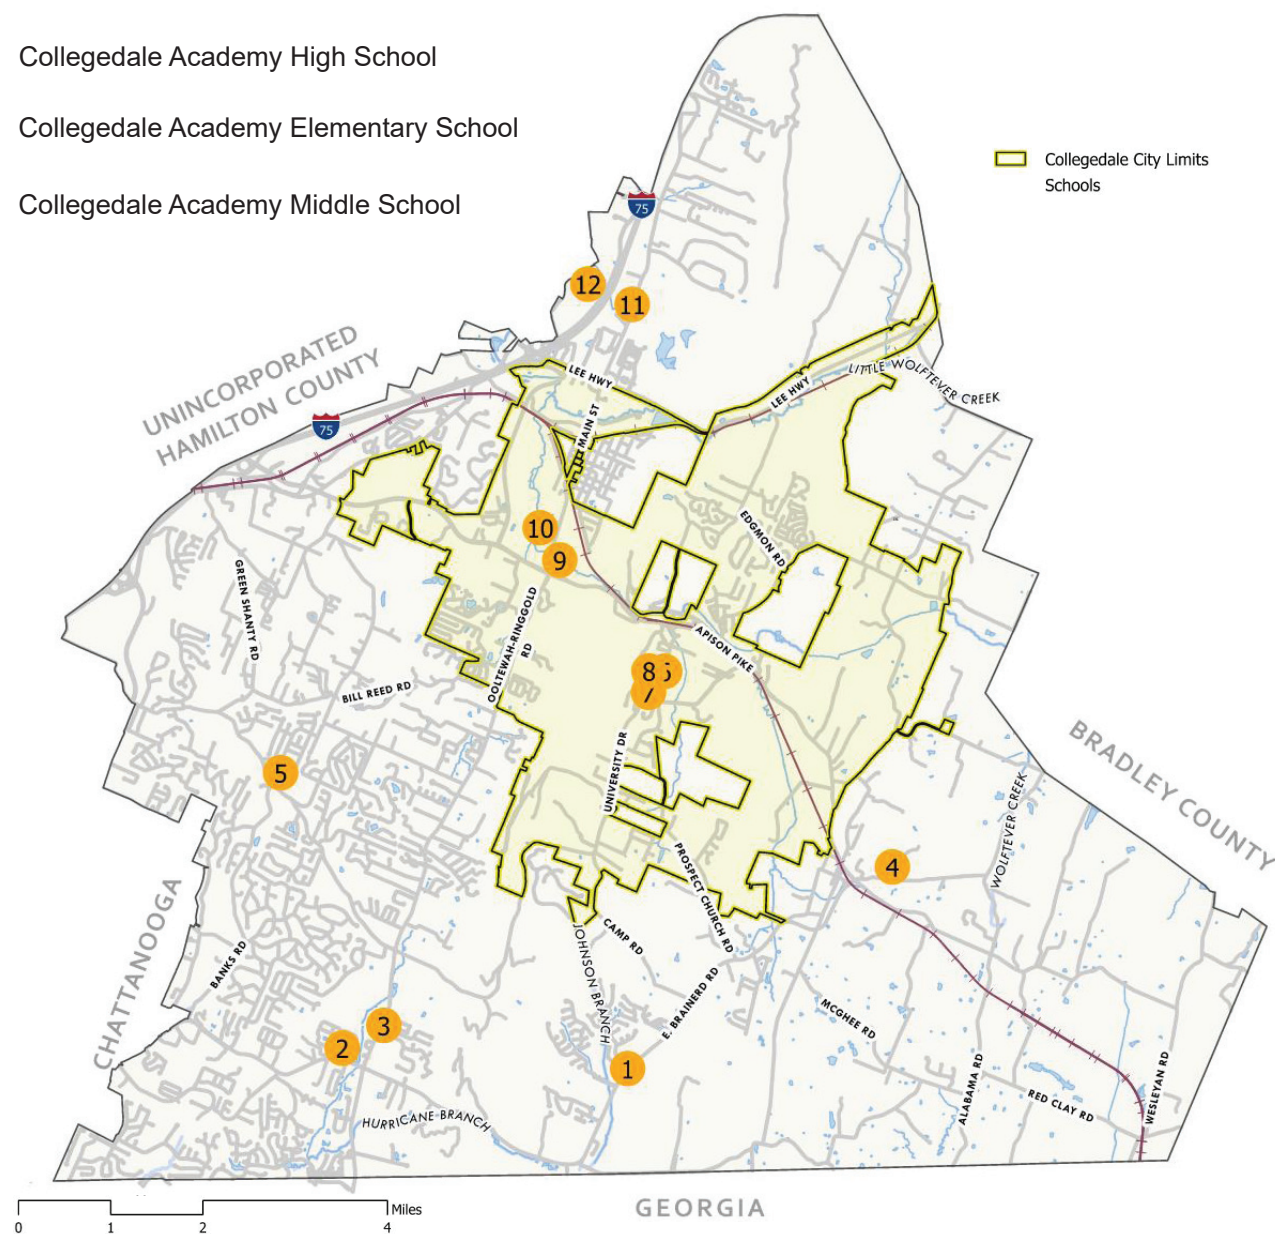 Collegedale Academy High School
Collegedale Academy Elementary School
Collegedale Academy Middle School
Collegedale City Limits
Schools
75
12
11
UNINCORPORATED
HAMILTON COUNTY
75
LEE HWY
LEE HWY
LITTLE WOLFTEVER CREEK
MAIN ST
10
9
EDGMON RD
GREEN SHANTY RD
OOLTEWAH-RINGGOLD
RD
APISON PIKE
8
7
BILL REED RD
5
UNIVERSITY DR
BRADLEY COUNTY
WOLFTEVER CREEK
4
PROSPECT CHURCH RD
CHATTANOOGA
BANKS RD
CAMP RD
JOHNSON BRANCH
E. BRAINERD RD
MCGHEE RD
3
2
1
ALABAMA RD
RED CLAY RD
WESLEYAN RD
HURRICANE BRANCH
GEORGIA
Miles
0 1 2 4